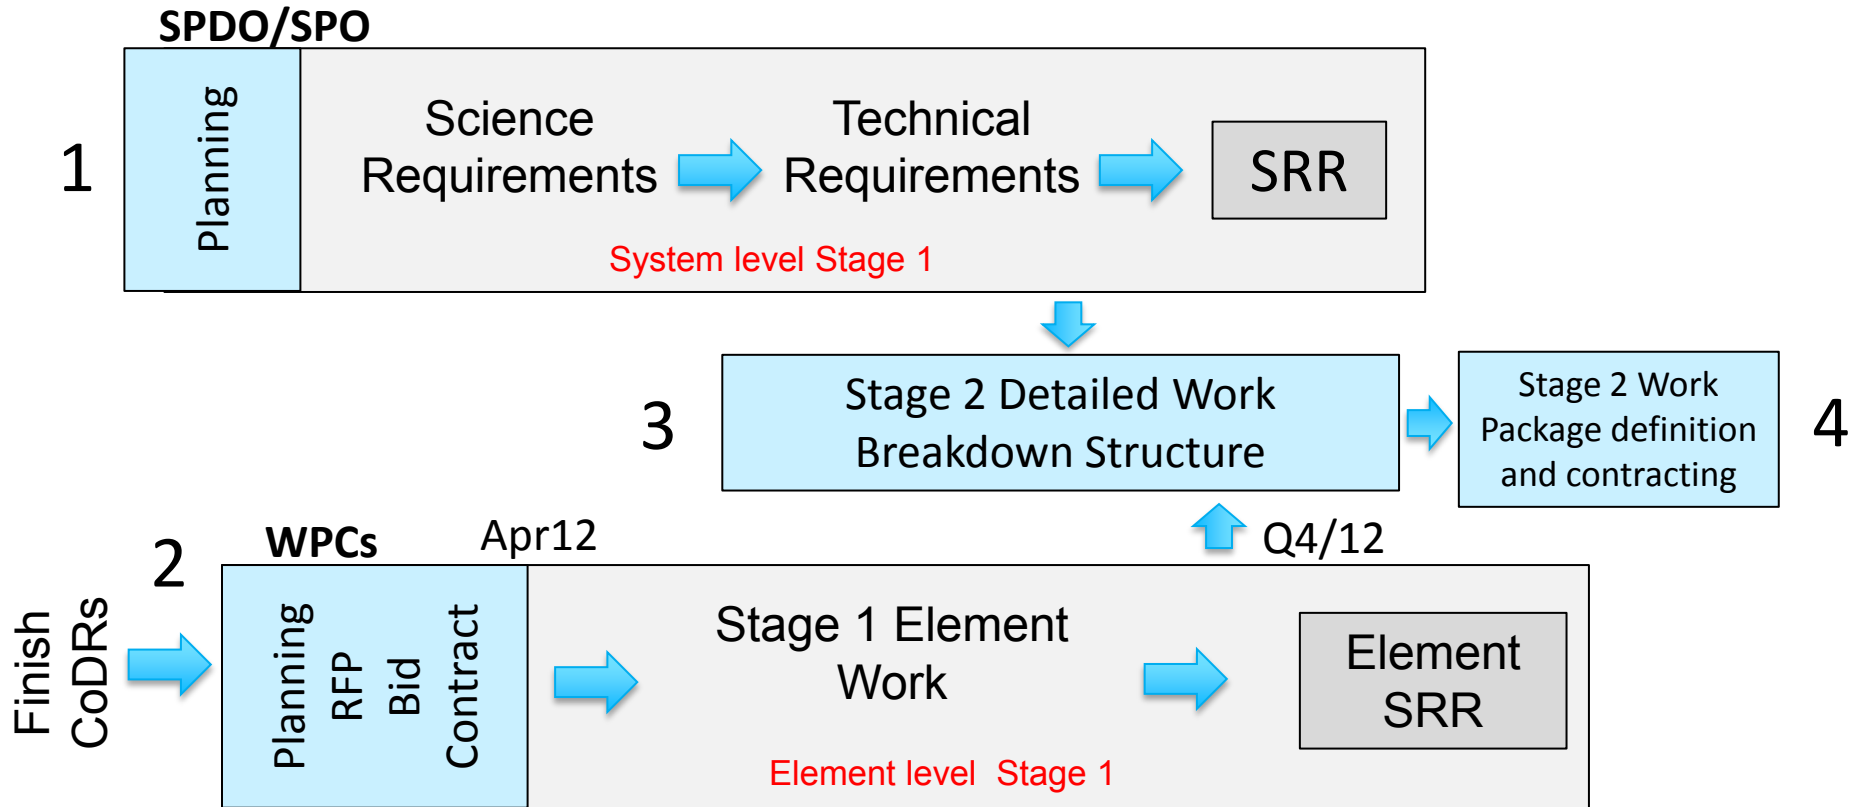 SPDO/SPO
1
Planning
Science
Requirements
Technical
Requirements
SRR
System level Stage 1
3
Stage 2 Detailed Work
Breakdown Structure
Stage 2 Work
Package definition
and contracting
4
Finish
CoDRs
2
WPCs
Apr12
Q4/12
Planning
RFP
Bid
Contract
Stage 1 Element
Work
Element
SRR
Element level  Stage 1